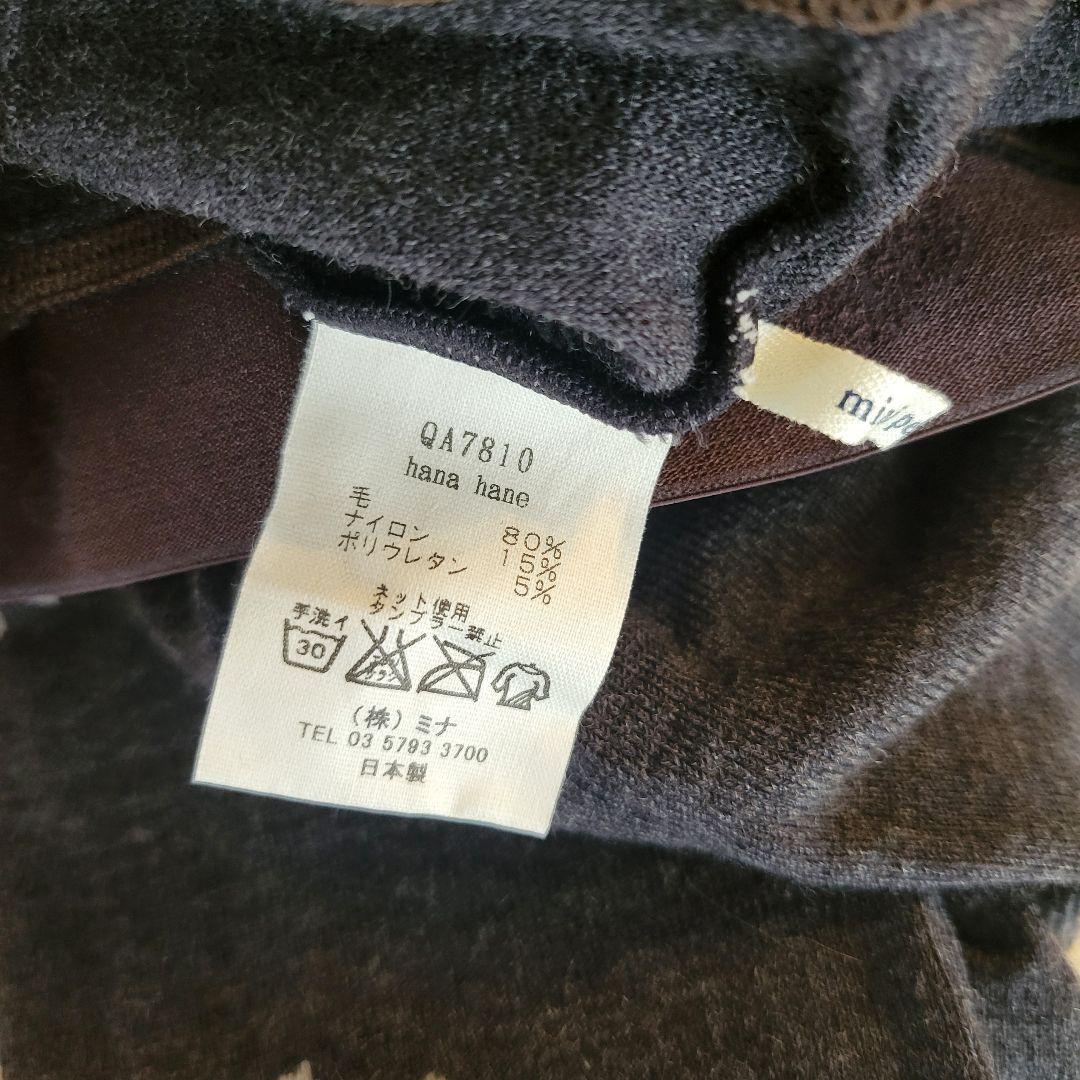 QA7810
hana hane
毛 80%
ナイロン 15%
ポリウレタン 5%
ネット使用
タンブラー禁止
手洗イ
30
(株)ミナ
TEL 03 5793 3700
日本製